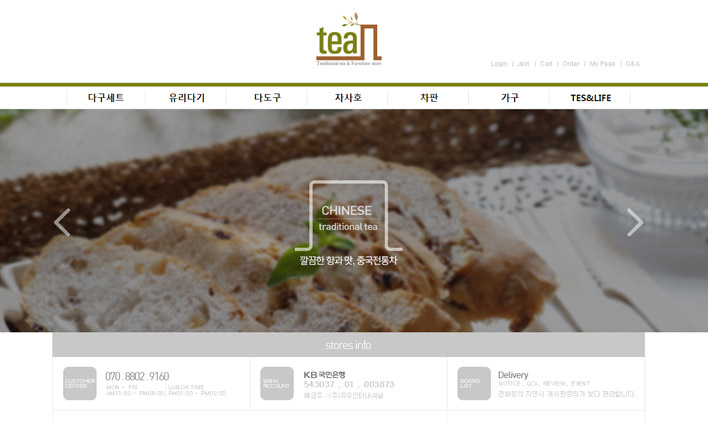 tea
Traditional tea & Furniture store
Login | Join | Cart | Order | My Page | Q&A
다구세트 유리다기 다도구 자사호 차판 가구 TES&LIFE
CHINESE
traditional tea
깔끔한 향과 맛, 중국전통차
stores info
CUSTOMER CENTER
070 . 8802 . 9160
MON ~ FRI | LUNCH TIME
AM11:00 ~ PM06:00 | PM01:00 ~ PM02:00
BANK ACCOUNT
KB 국민은행
543037 . 01 . 003873
예금주 : (주)지우인터내셔널
BOARD LIST
Delivery
NOTICE , Q/A , REVIEW , EVENT
전화문의 지연시 게시판문의가 보다 편리합니다.